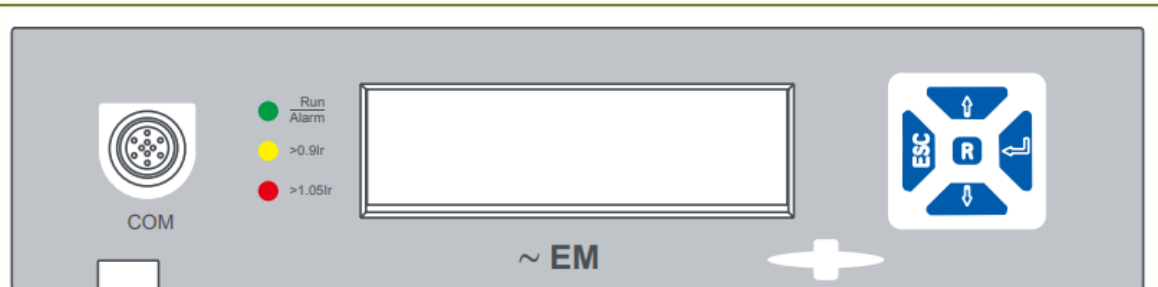 Run
Alarm
>0.9Ir
>1.05Ir
COM
ESC
R
~ EM